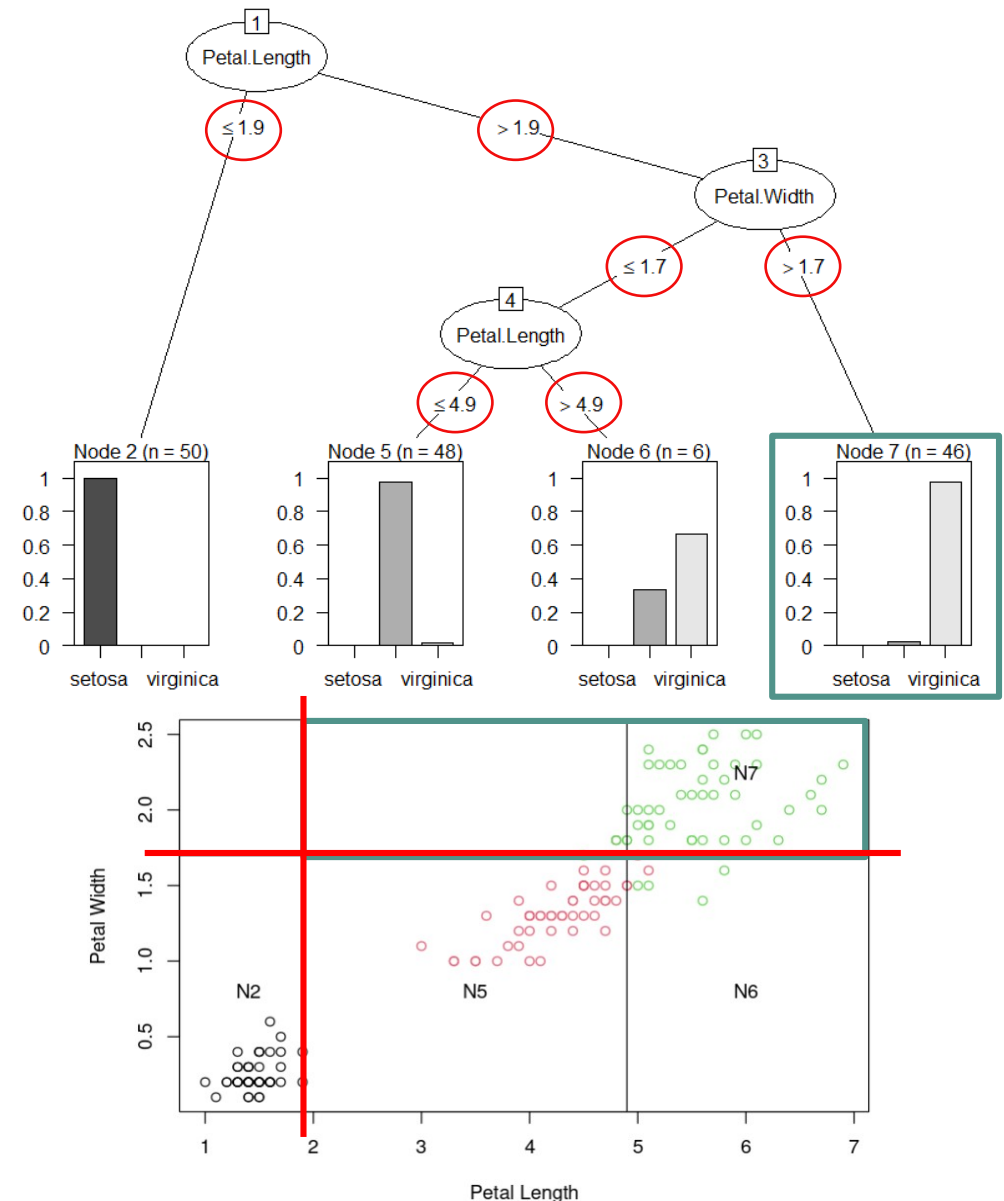 1
Petal.Length
≤ 1.9
> 1.9
3
Petal.Width
≤ 1.7
> 1.7
4
Petal.Length
≤ 4.9
> 4.9
Node 2 (n = 50)
1
0.8
0.6
0.4
0.2
0
setosa virginica
Node 5 (n = 48)
1
0.8
0.6
0.4
0.2
0
setosa virginica
Node 6 (n = 6)
1
0.8
0.6
0.4
0.2
0
setosa virginica
Node 7 (n = 46)
1
0.8
0.6
0.4
0.2
0
setosa virginica
Petal Width
2.5
2.0
1.5
1.0
0.5
N7
N2
N5
N6
1 2 3 4 5 6 7
Petal Length